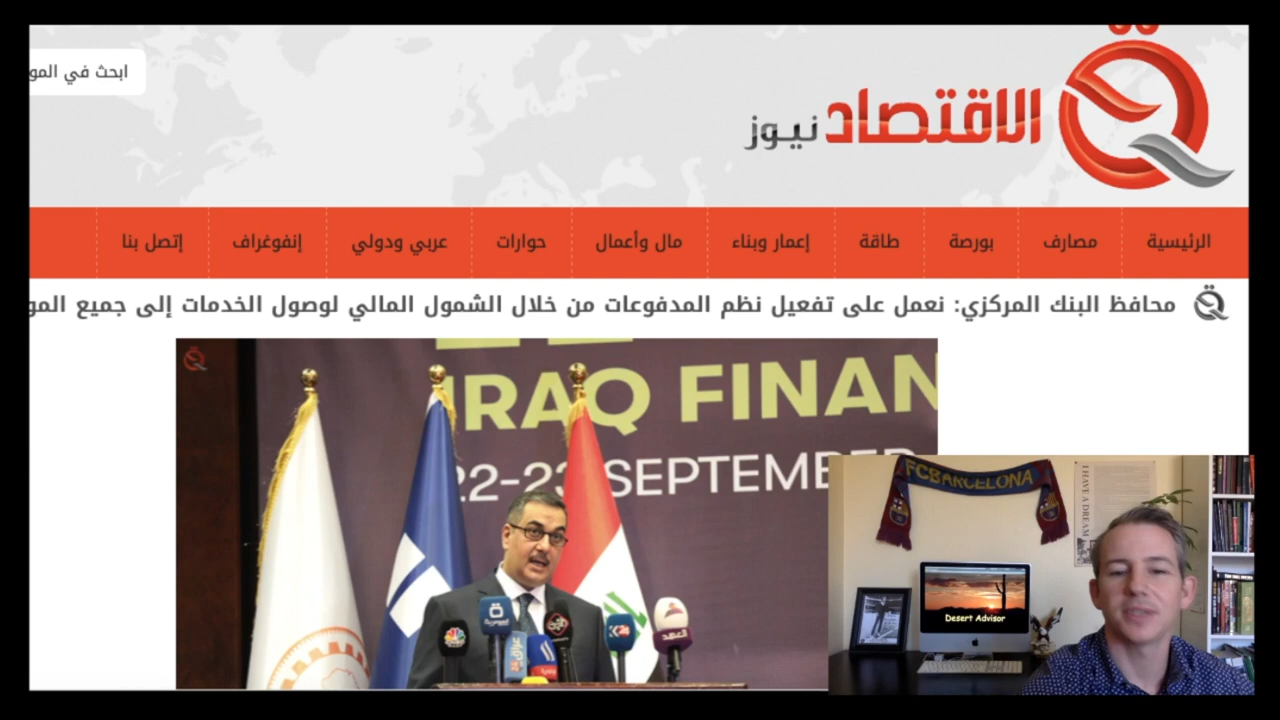 ابحث في المو
الاقتصاد نيوز
الرئيسية
مصارف
بورصة
طاقة
إعمار وبناء
مال وأعمال
حوارات
عربي ودولي
إنفوغراف
إتصل بنا
محافظ البنك المركزي: نعمل على تفعيل نظم المدفوعات من خلال الشمول المالي لوصول الخدمات إلى جميع المو
IRAQ FINAN
22-23 SEPTEMBER
FCBARCELONA
I HAVE A DREAM
Desert Advisor